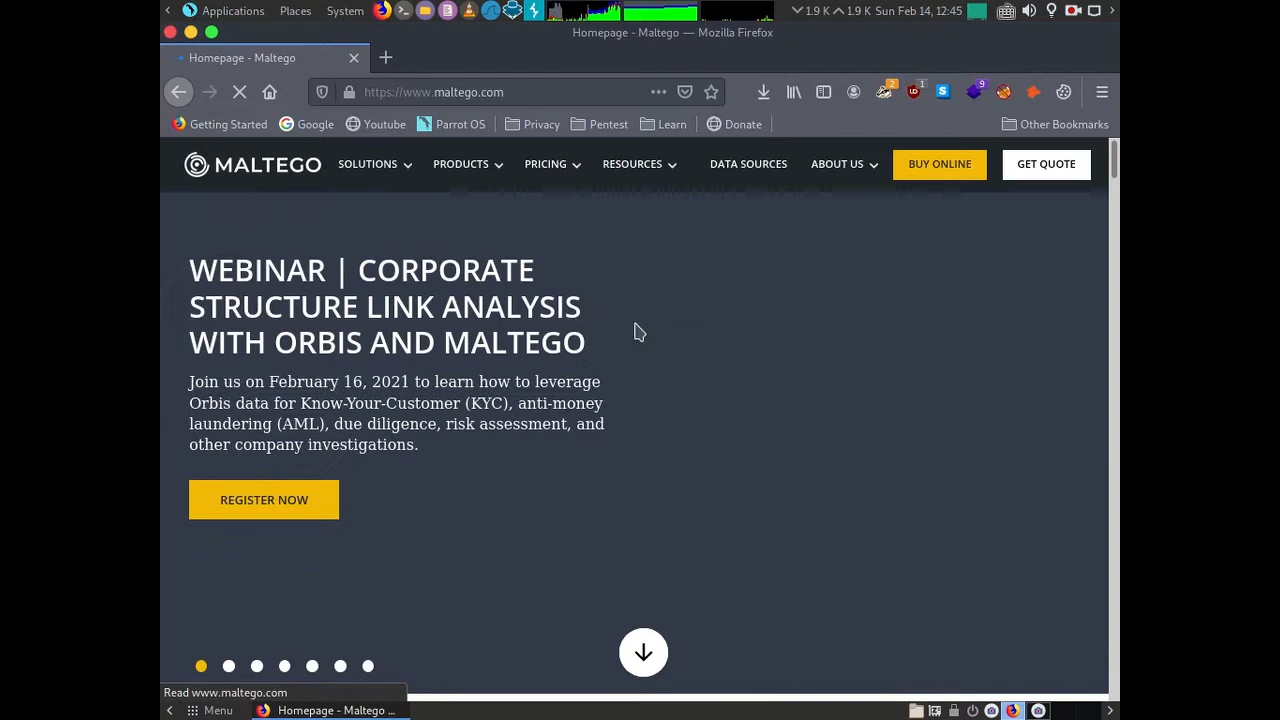 Applications Places System 1.9 K 1.9 K Sun Feb 14, 12:45
Homepage - Maltego — Mozilla Firefox
Homepage - Maltego
https://www.maltego.com
2 1 9
Getting Started Google Youtube Parrot OS Privacy Pentest Learn Donate Other Bookmarks
MALTEGO SOLUTIONS PRODUCTS PRICING RESOURCES DATA SOURCES ABOUT US BUY ONLINE GET QUOTE
WEBINAR | CORPORATE
STRUCTURE LINK ANALYSIS
WITH ORBIS AND MALTEGO
Join us on February 16, 2021 to learn how to leverage
Orbis data for Know-Your-Customer (KYC), anti-money
laundering (AML), due diligence, risk assessment, and
other company investigations.
REGISTER NOW
Read www.maltego.com
Menu Homepage - Maltego ...